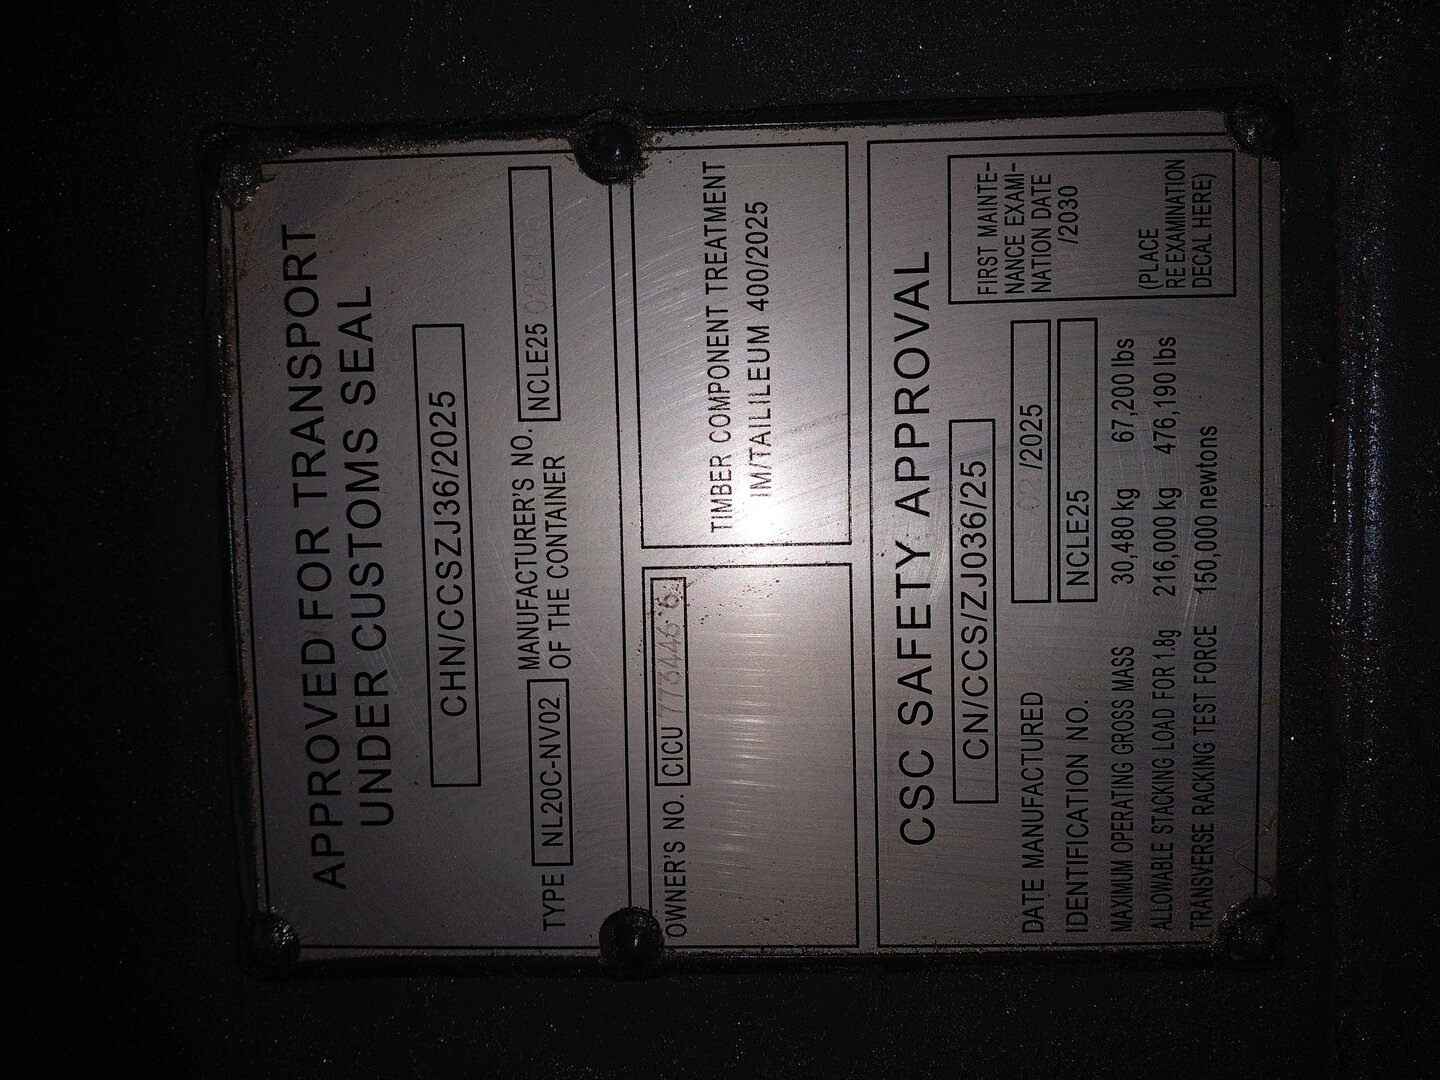 APPROVED FOR TRANSPORT
UNDER CUSTOMS SEAL
CHN/CCSZJ36/2025
TYPE NL20C-NV02 MANUFACTURER'S NO. OF THE CONTAINER NCLE25
OWNER'S NO. CICU 773446 6
TIMBER COMPONENT TREATMENT
IM/TAILILEUM 400/2025
CSC SAFETY APPROVAL
CN/CCS/ZJ036/25
DATE MANUFACTURED /2025
IDENTIFICATION NO. NCLE25
MAXIMUM OPERATING GROSS MASS 30,480 kg 67,200 lbs
ALLOWABLE STACKING LOAD FOR 1.8g 216,000 kg 476,190 lbs
TRANSVERSE RACKING TEST FORCE 150,000 newtons
FIRST MAINTE-
NANCE EXAMI-
NATION DATE
/2030
(PLACE
RE EXAMINATION
DECAL HERE)